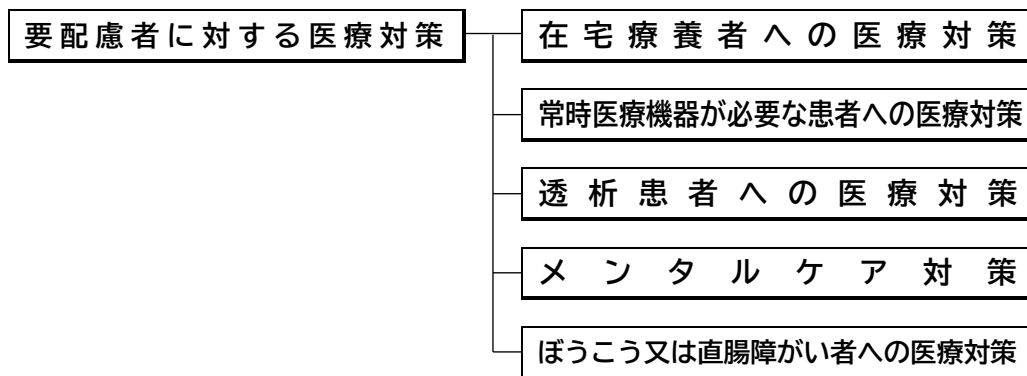 要配慮者に対する医療対策
在宅療養者への医療対策
常時医療機器が必要な患者への医療対策
透析患者への医療対策
メンタルケア対策
ぼうこう又は直腸障がい者への医療対策